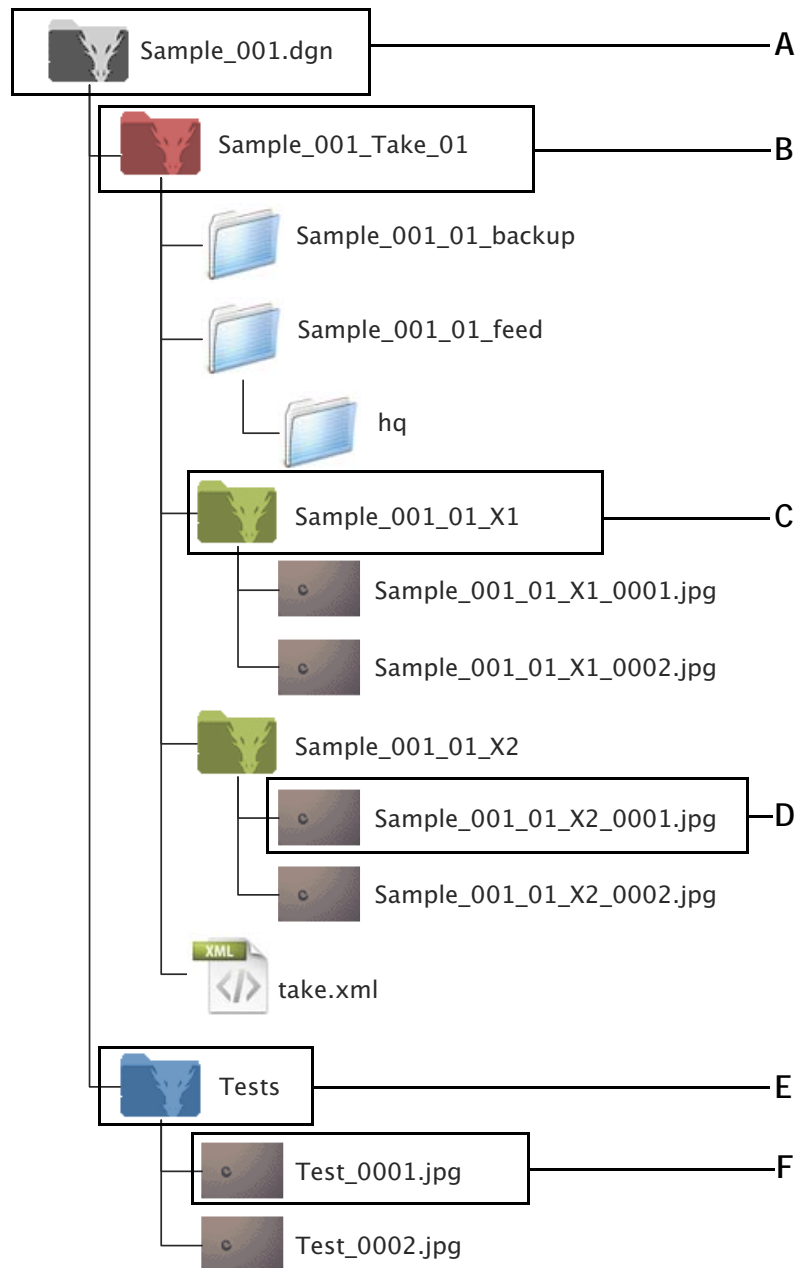 Sample_001.dgn
A
Sample_001_Take_01
B
Sample_001_01_backup
Sample_001_01_feed
hq
Sample_001_01_X1
C
Sample_001_01_X1_0001.jpg
Sample_001_01_X1_0002.jpg
Sample_001_01_X2
Sample_001_01_X2_0001.jpg
D
Sample_001_01_X2_0002.jpg
XML
take.xml
Tests
E
Test_0001.jpg
F
Test_0002.jpg